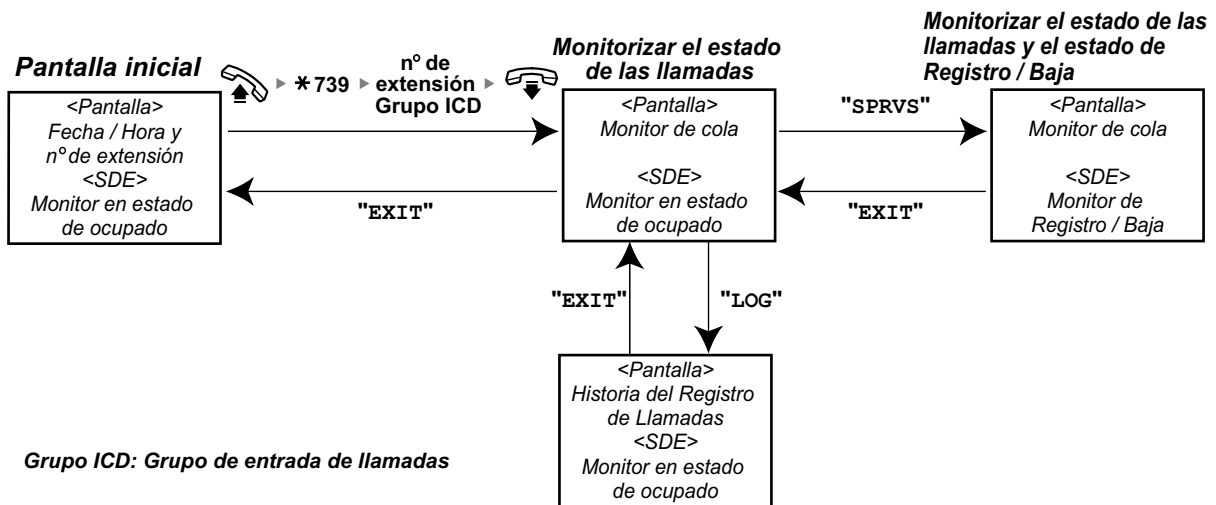 Pantalla inicial
*739
nº de
extensión
Grupo ICD
Monitorizar el estado
de las llamadas
Monitorizar el estado de las
llamadas y el estado de
Registro / Baja
<Pantalla>
Fecha / Hora y
nº de extensión
<SDE>
Monitor en estado
de ocupado
"EXIT"
<Pantalla>
Monitor de cola
<SDE>
Monitor en estado
de ocupado
"SPRVS"
"EXIT"
<Pantalla>
Monitor de cola
<SDE>
Monitor de
Registro / Baja
"EXIT"
"LOG"
<Pantalla>
Historia del Registro
de Llamadas
<SDE>
Monitor en estado
de ocupado
Grupo ICD: Grupo de entrada de llamadas